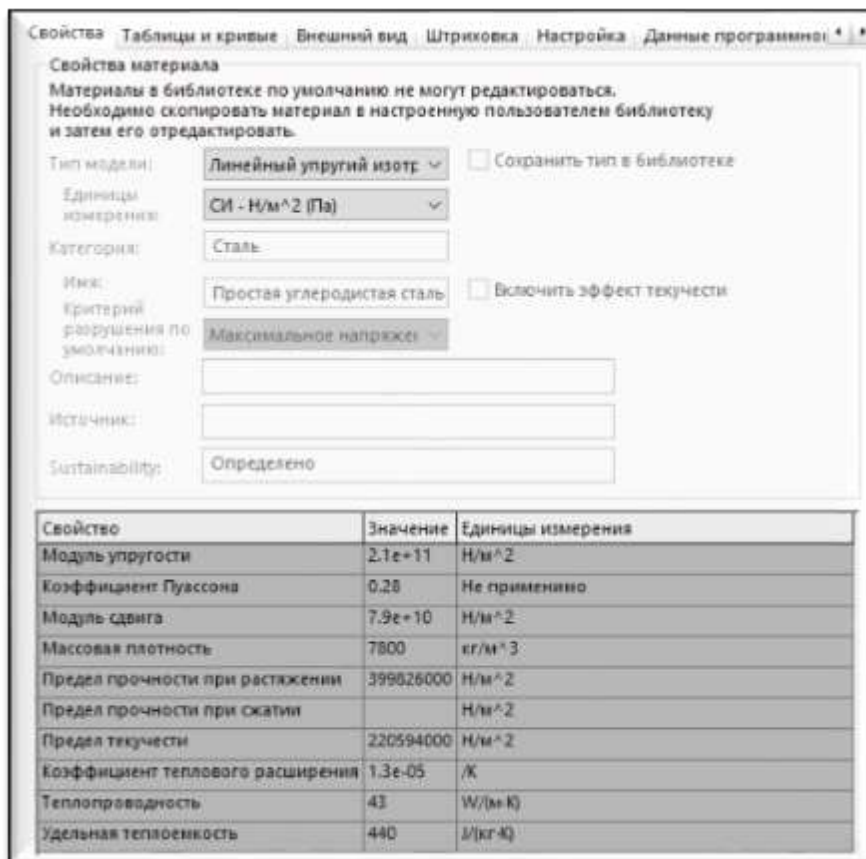 Свойства Таблицы и кривые Внешний вид Штриховка Настройка Данные программног
Свойства материала
Материалы в библиотеке по умолчанию не могут редактироваться.
Необходимо скопировать материал в настроенную пользователем библиотеку
и затем его отредактировать.
Тип модели: Линейный упругий изотр Сохранить тип в библиотеке
Единицы
измерения: СИ - Н/м^2 (Па)
Категория: Сталь
Имя: Простая углеродистая сталь Включить эффект текучести
Критерий
разрушения по
умолчанию: Максимальное напряжен
Описание:
Источник:
Sustainability: Определено
Свойство Значение Единицы измерения
Модуль упругости 2.1e+11 Н/м^2
Коэффициент Пуассона 0.28 Не применимо
Модуль сдвига 7.9e+10 Н/м^2
Массовая плотность 7800 кг/м^3
Предел прочности при растяжении 399826000 Н/м^2
Предел прочности при сжатии Н/м^2
Предел текучести 220594000 Н/м^2
Коэффициент теплового расширения 1.3e-05 /K
Теплопроводность 43 W/(м·K)
Удельная теплоемкость 440 J/(кг·K)